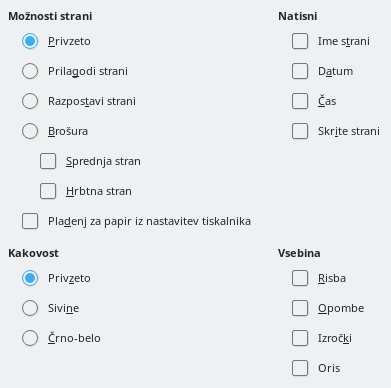 Možnosti strani
Privzeto
Prilagodi strani
Razpostavi strani
Brošura
Sprednja stran
Hrbtna stran
Pladenj za papir iz nastavitev tiskalnika
Natisni
Ime strani
Datum
Čas
Skrite strani
Kakovost
Privzeto
Sivine
Črno-belo
Vsebina
Risba
Opombe
Izročki
Oris